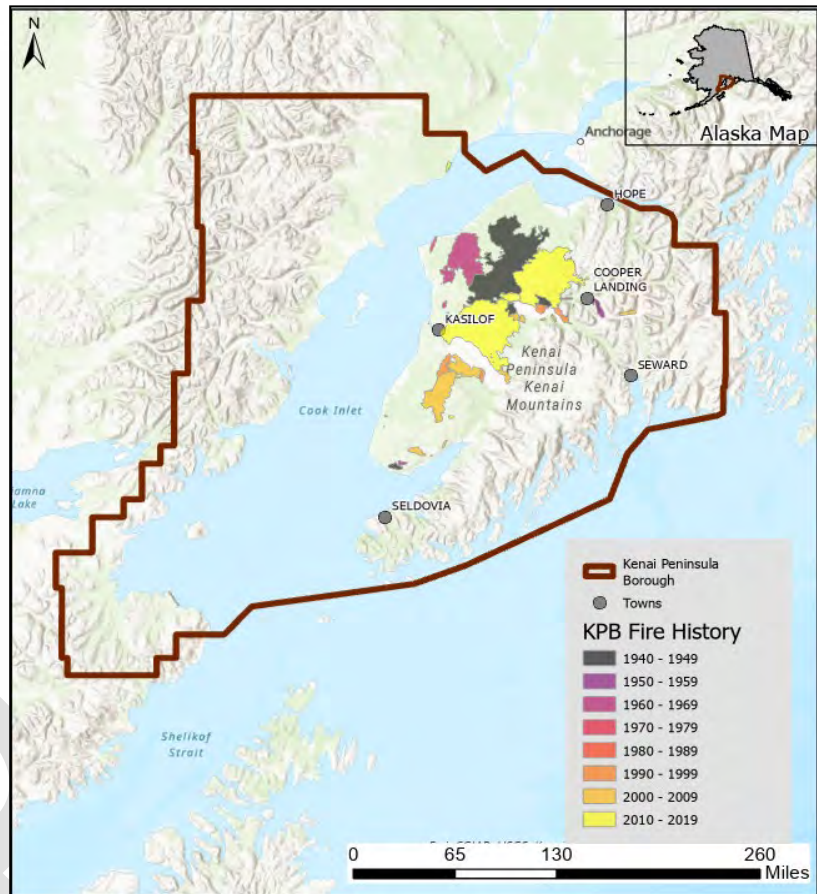 N
Anchorage
Alaska Map
HOPE
COOPER
LANDING
KASILOF
Kenai
Peninsula
Kenai
Mountains
SEWARD
Cook Inlet
Lake
SELDOVIA
Shelikof
Strait
Kenai Peninsula
Borough
Towns
KPB Fire History
1940 - 1949
1950 - 1959
1960 - 1969
1970 - 1979
1980 - 1989
1990 - 1999
2000 - 2009
2010 - 2019
0 65 130 260
Miles